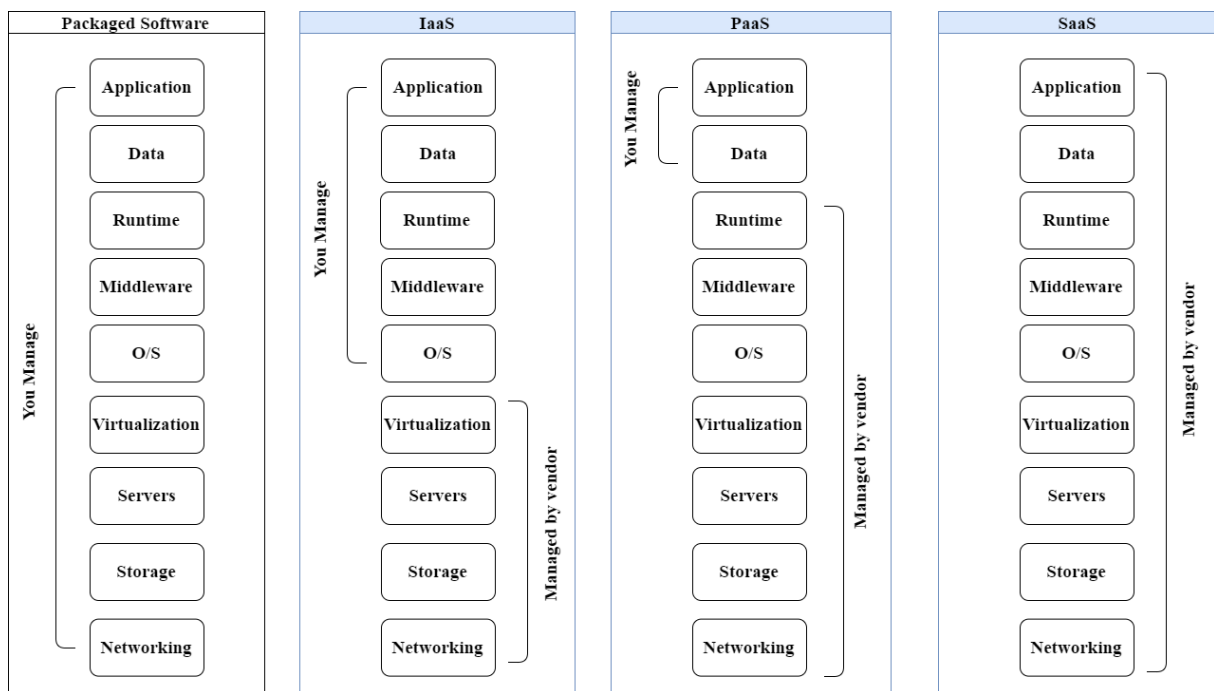 Packaged Software
Application
Data
Runtime
Middleware
O/S
Virtualization
Servers
Storage
Networking
You Manage
IaaS
Application
Data
Runtime
Middleware
O/S
Virtualization
Servers
Storage
Networking
You Manage
Managed by vendor
PaaS
Application
Data
Runtime
Middleware
O/S
Virtualization
Servers
Storage
Networking
You Manage
Managed by vendor
SaaS
Application
Data
Runtime
Middleware
O/S
Virtualization
Servers
Storage
Networking
Managed by vendor